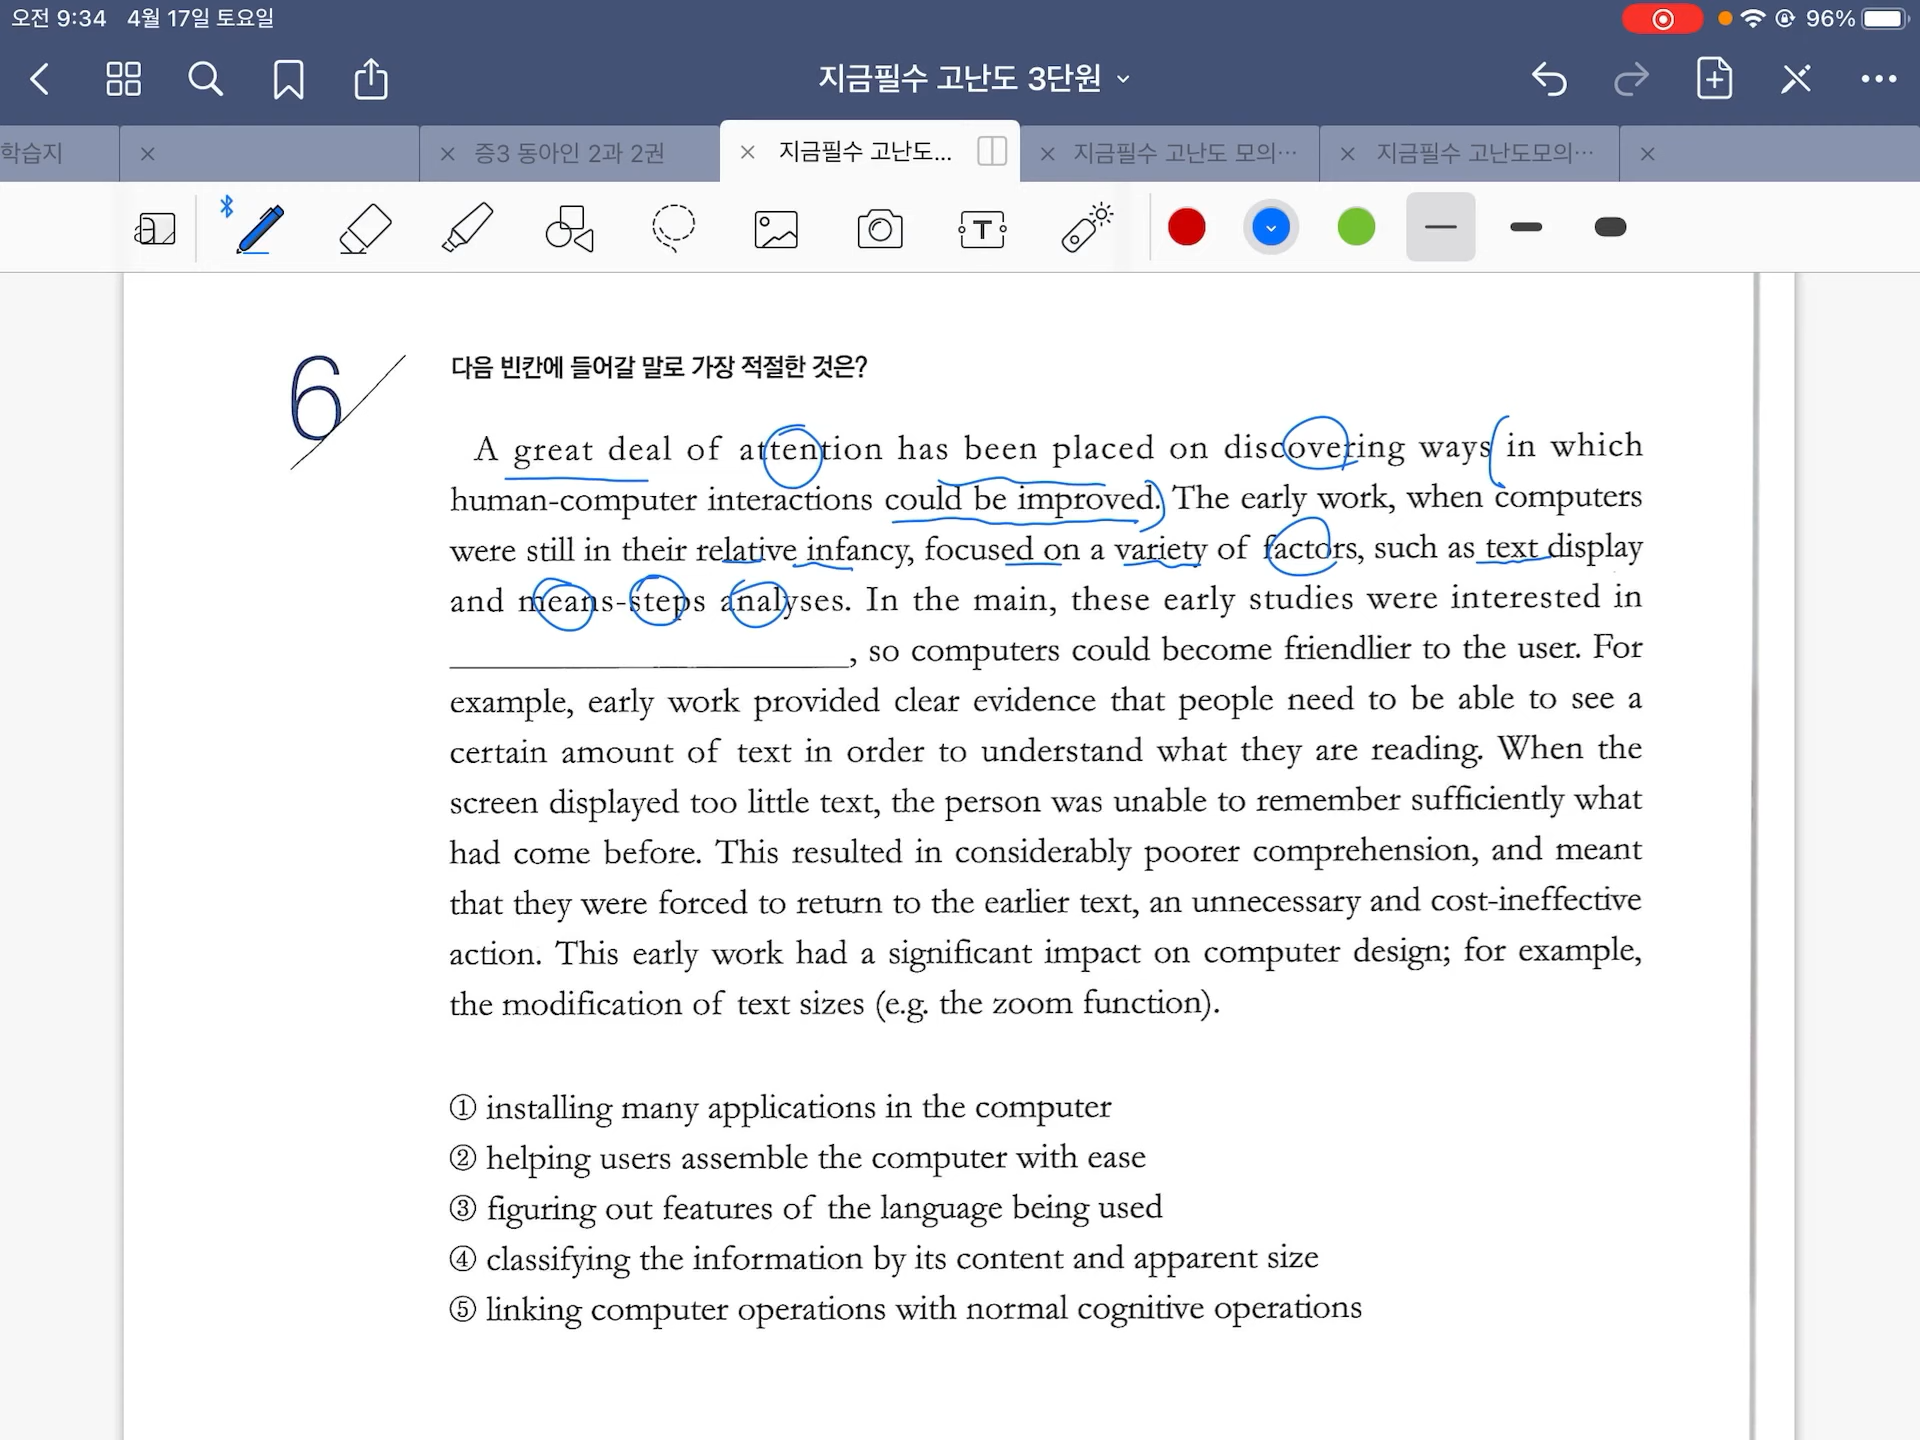 오전 9:34 4월 17일 토요일
96%
지금필수 고난도 3단원
학습지
증3 동아인 2과 2권
지금필수 고난도...
지금필수 고난도 모의...
지금필수 고난도모의...
6
다음 빈칸에 들어갈 말로 가장 적절한 것은?
A great deal of attention has been placed on discovering ways in which
human-computer interactions could be improved. The early work, when computers
were still in their relative infancy, focused on a variety of factors, such as text display
and means-steps analyses. In the main, these early studies were interested in
____________________, so computers could become friendlier to the user. For
example, early work provided clear evidence that people need to be able to see a
certain amount of text in order to understand what they are reading. When the
screen displayed too little text, the person was unable to remember sufficiently what
had come before. This resulted in considerably poorer comprehension, and meant
that they were forced to return to the earlier text, an unnecessary and cost-ineffective
action. This early work had a significant impact on computer design; for example,
the modification of text sizes (e.g. the zoom function).
① installing many applications in the computer
② helping users assemble the computer with ease
③ figuring out features of the language being used
④ classifying the information by its content and apparent size
⑤ linking computer operations with normal cognitive operations